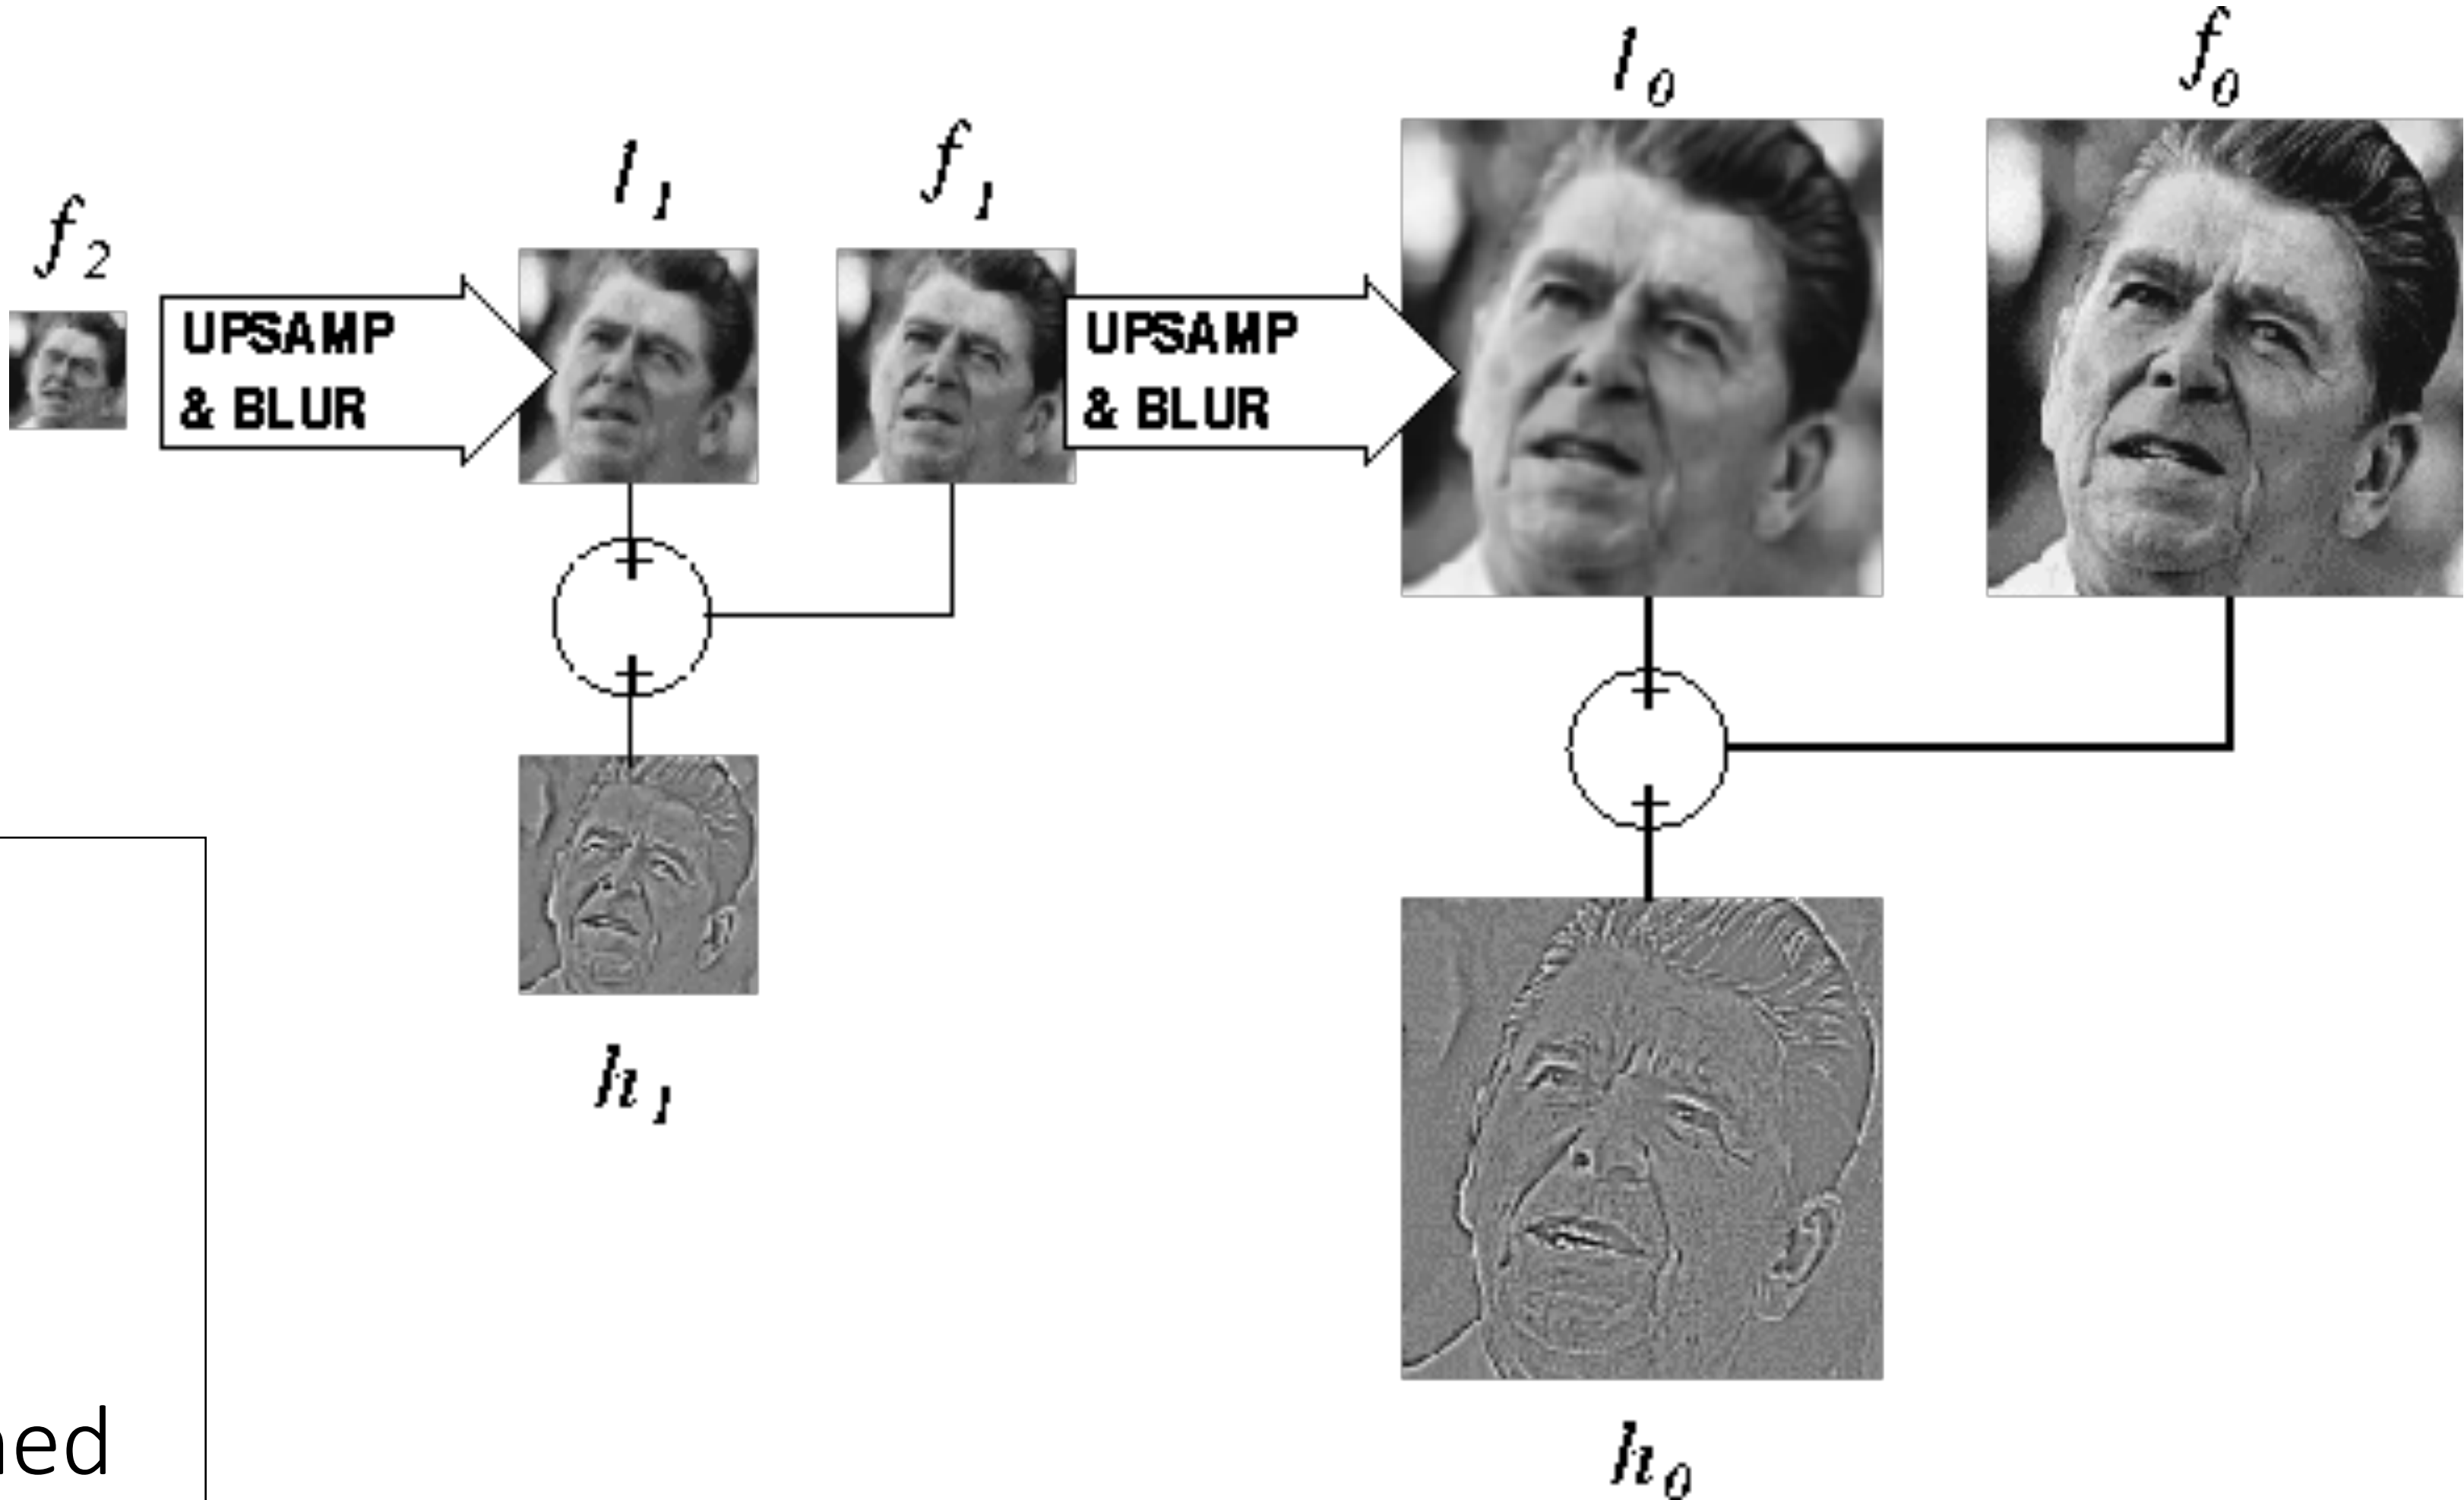 l0
f0
l1
f1
f2
UPSAMP
& BLUR
UPSAMP
& BLUR
+
+
+
+
h1
h0
ned